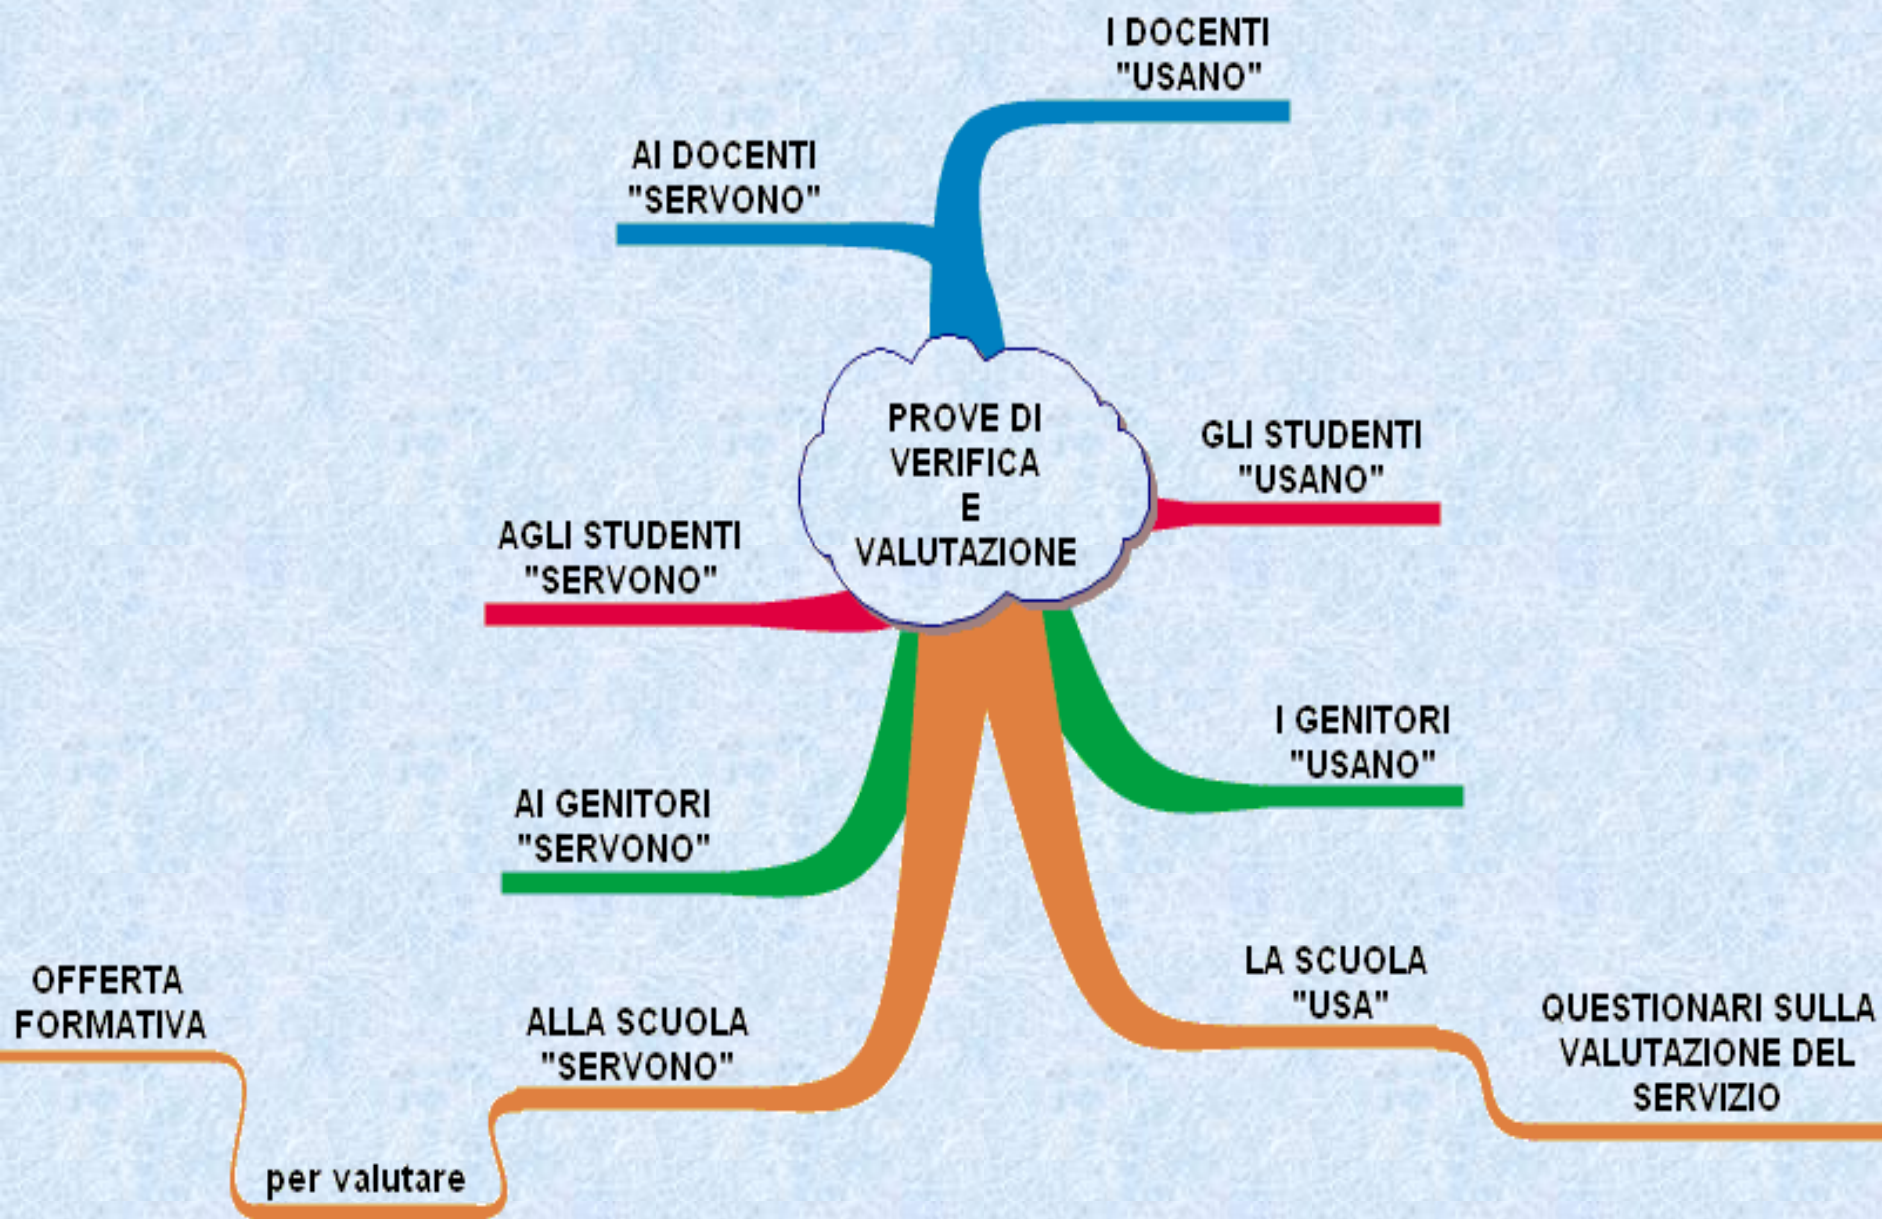 I DOCENTI
"USANO"
AI DOCENTI
"SERVONO"
PROVE DI
VERIFICA
E
VALUTAZIONE
GLI STUDENTI
"USANO"
AGLI STUDENTI
"SERVONO"
I GENITORI
"USANO"
AI GENITORI
"SERVONO"
LA SCUOLA
"USA"
QUESTIONARI SULLA
VALUTAZIONE DEL
SERVIZIO
ALLA SCUOLA
"SERVONO"
per valutare
OFFERTA
FORMATIVA